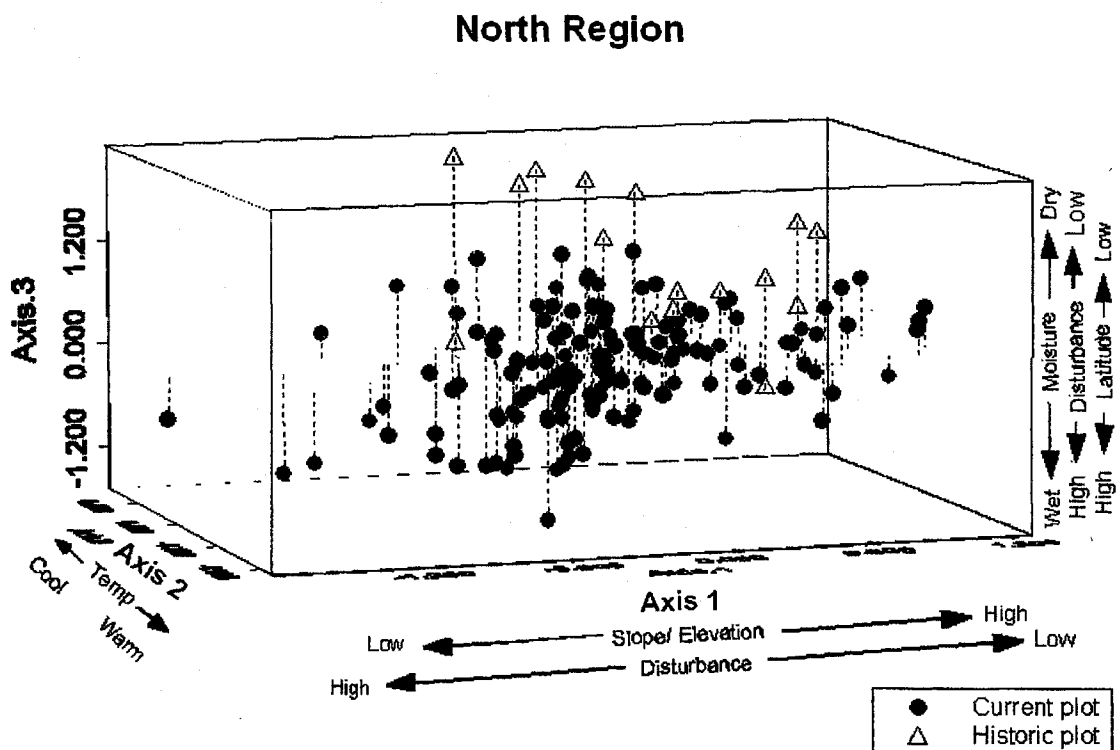 North Region
Axis.3
1.200
0.000
-1.200
Axis 2
Cool
Temp
Warm
Axis 1
Low
Slope/ Elevation
High
High
Disturbance
Low
Wet
Moisture
Dry
High
Disturbance
Low
High
Latitude
Low
Current plot
Historic plot